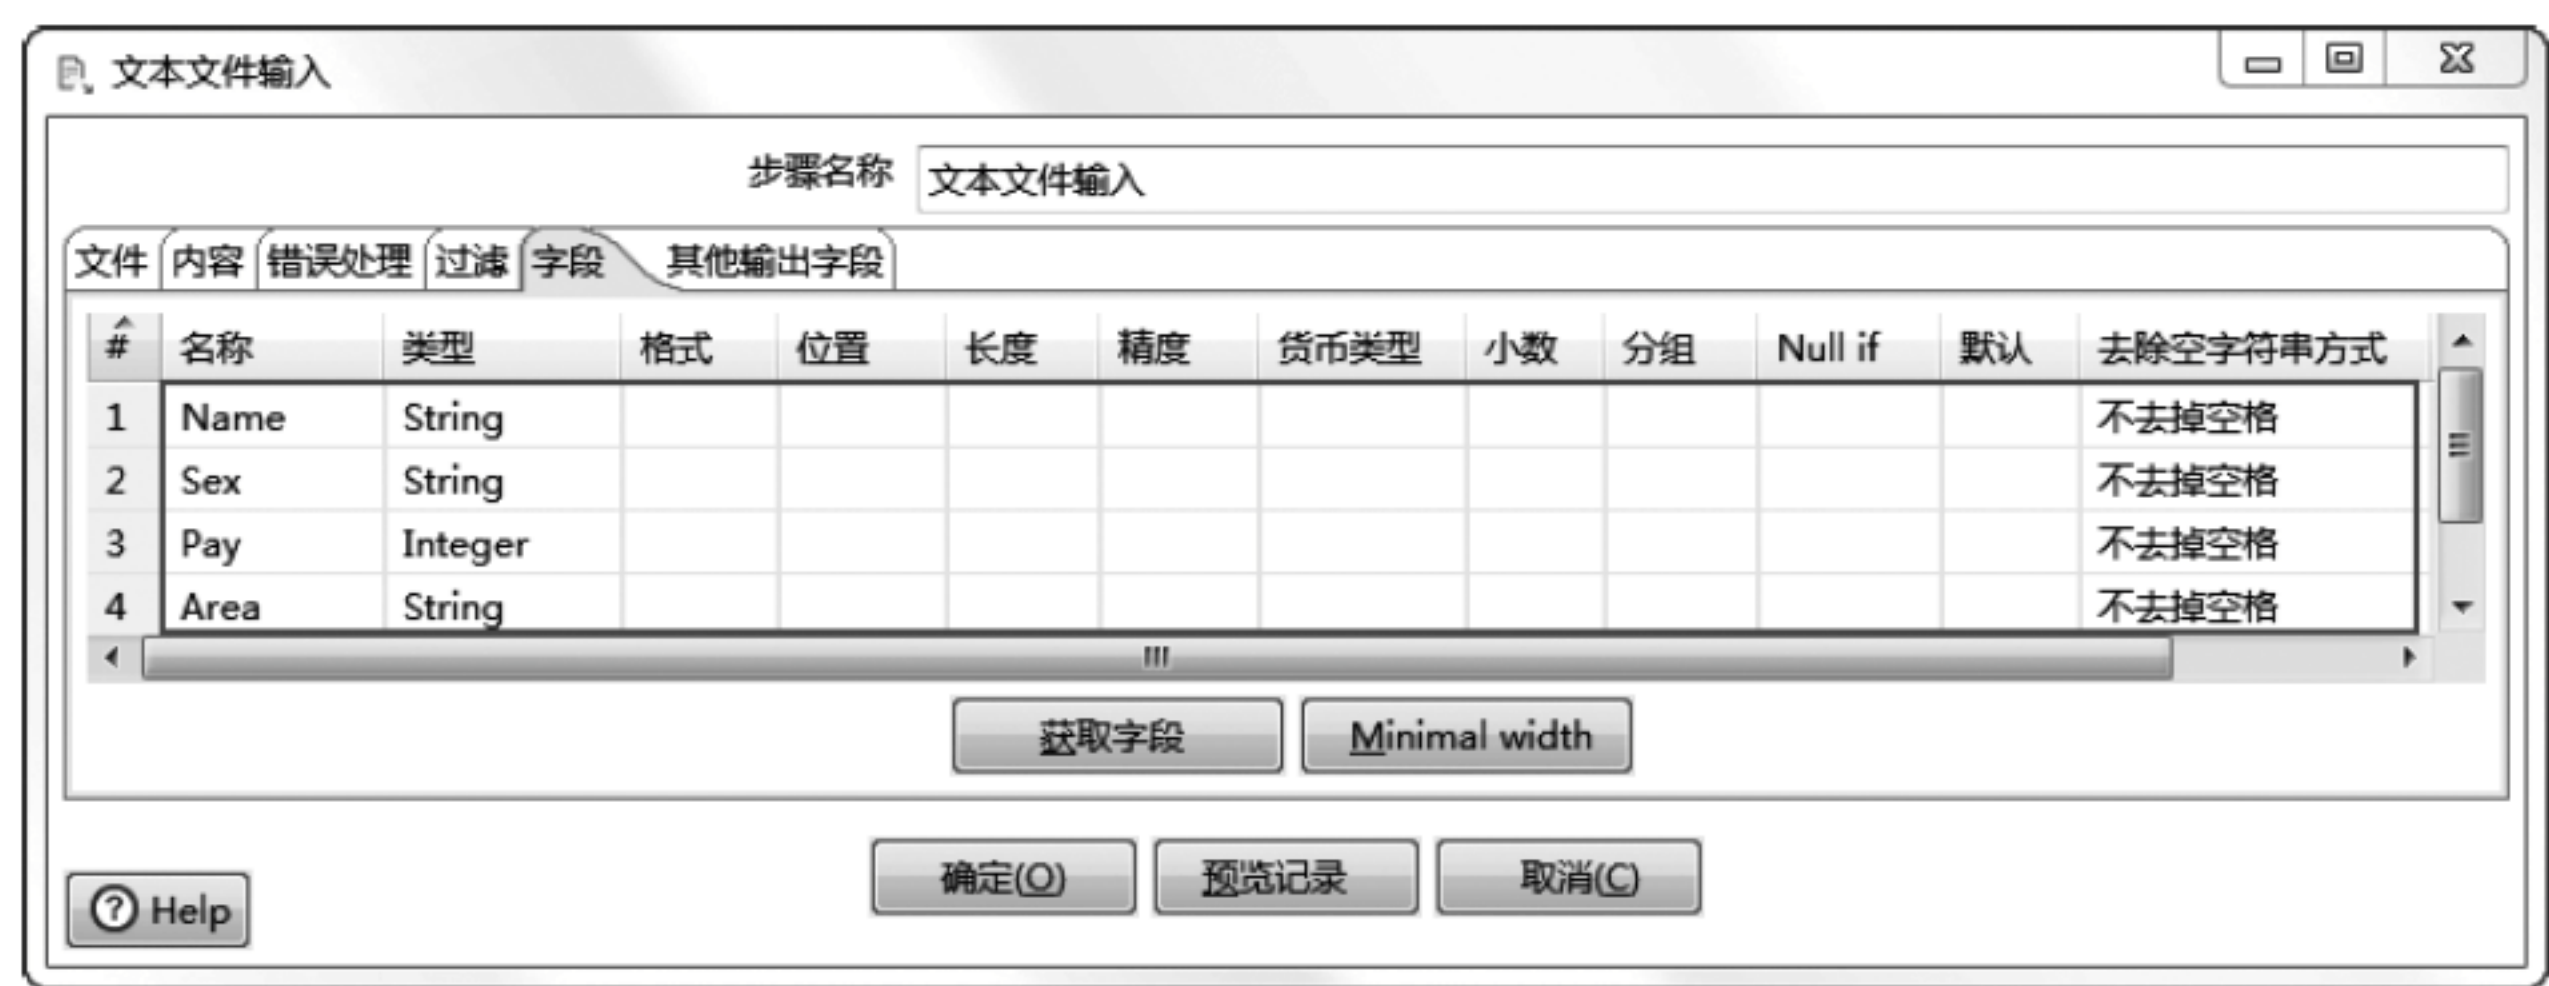 文本文件输入
步骤名称 文本文件输入
文件 内容 错误处理 过滤 字段 其他输出字段
# 名称 类型 格式 位置 长度 精度 货币类型 小数 分组 Null if 默认 去除空字符串方式
1 Name String 不去掉空格
2 Sex String 不去掉空格
3 Pay Integer 不去掉空格
4 Area String 不去掉空格
获取字段 Minimal width
确定(O) 预览记录 取消(C)
Help